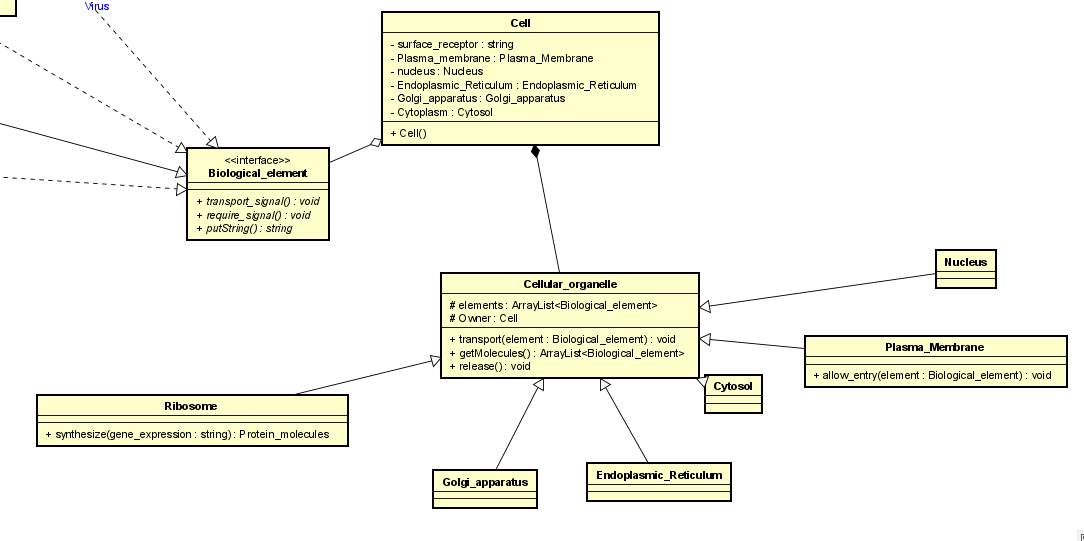 Virus
Cell
- surface_receptor : string
- Plasma_membrane : Plasma_Membrane
- nucleus : Nucleus
- Endoplasmic_Reticulum : Endoplasmic_Reticulum
- Golgi_apparatus : Golgi_apparatus
- Cytoplasm : Cytosol
+ Cell()
<<interface>>
Biological_element
+ transport_signal() : void
+ require_signal() : void
+ putString() : string
Nucleus
Cellular_organelle
# elements : ArrayList<Biological_element>
# Owner : Cell
+ transport(element : Biological_element) : void
+ getMolecules() : ArrayList<Biological_element>
+ release() : void
Plasma_Membrane
+ allow_entry(element : Biological_element) : void
Cytosol
Ribosome
+ synthesize(gene_expression : string) : Protein_molecules
Golgi_apparatus
Endoplasmic_Reticulum